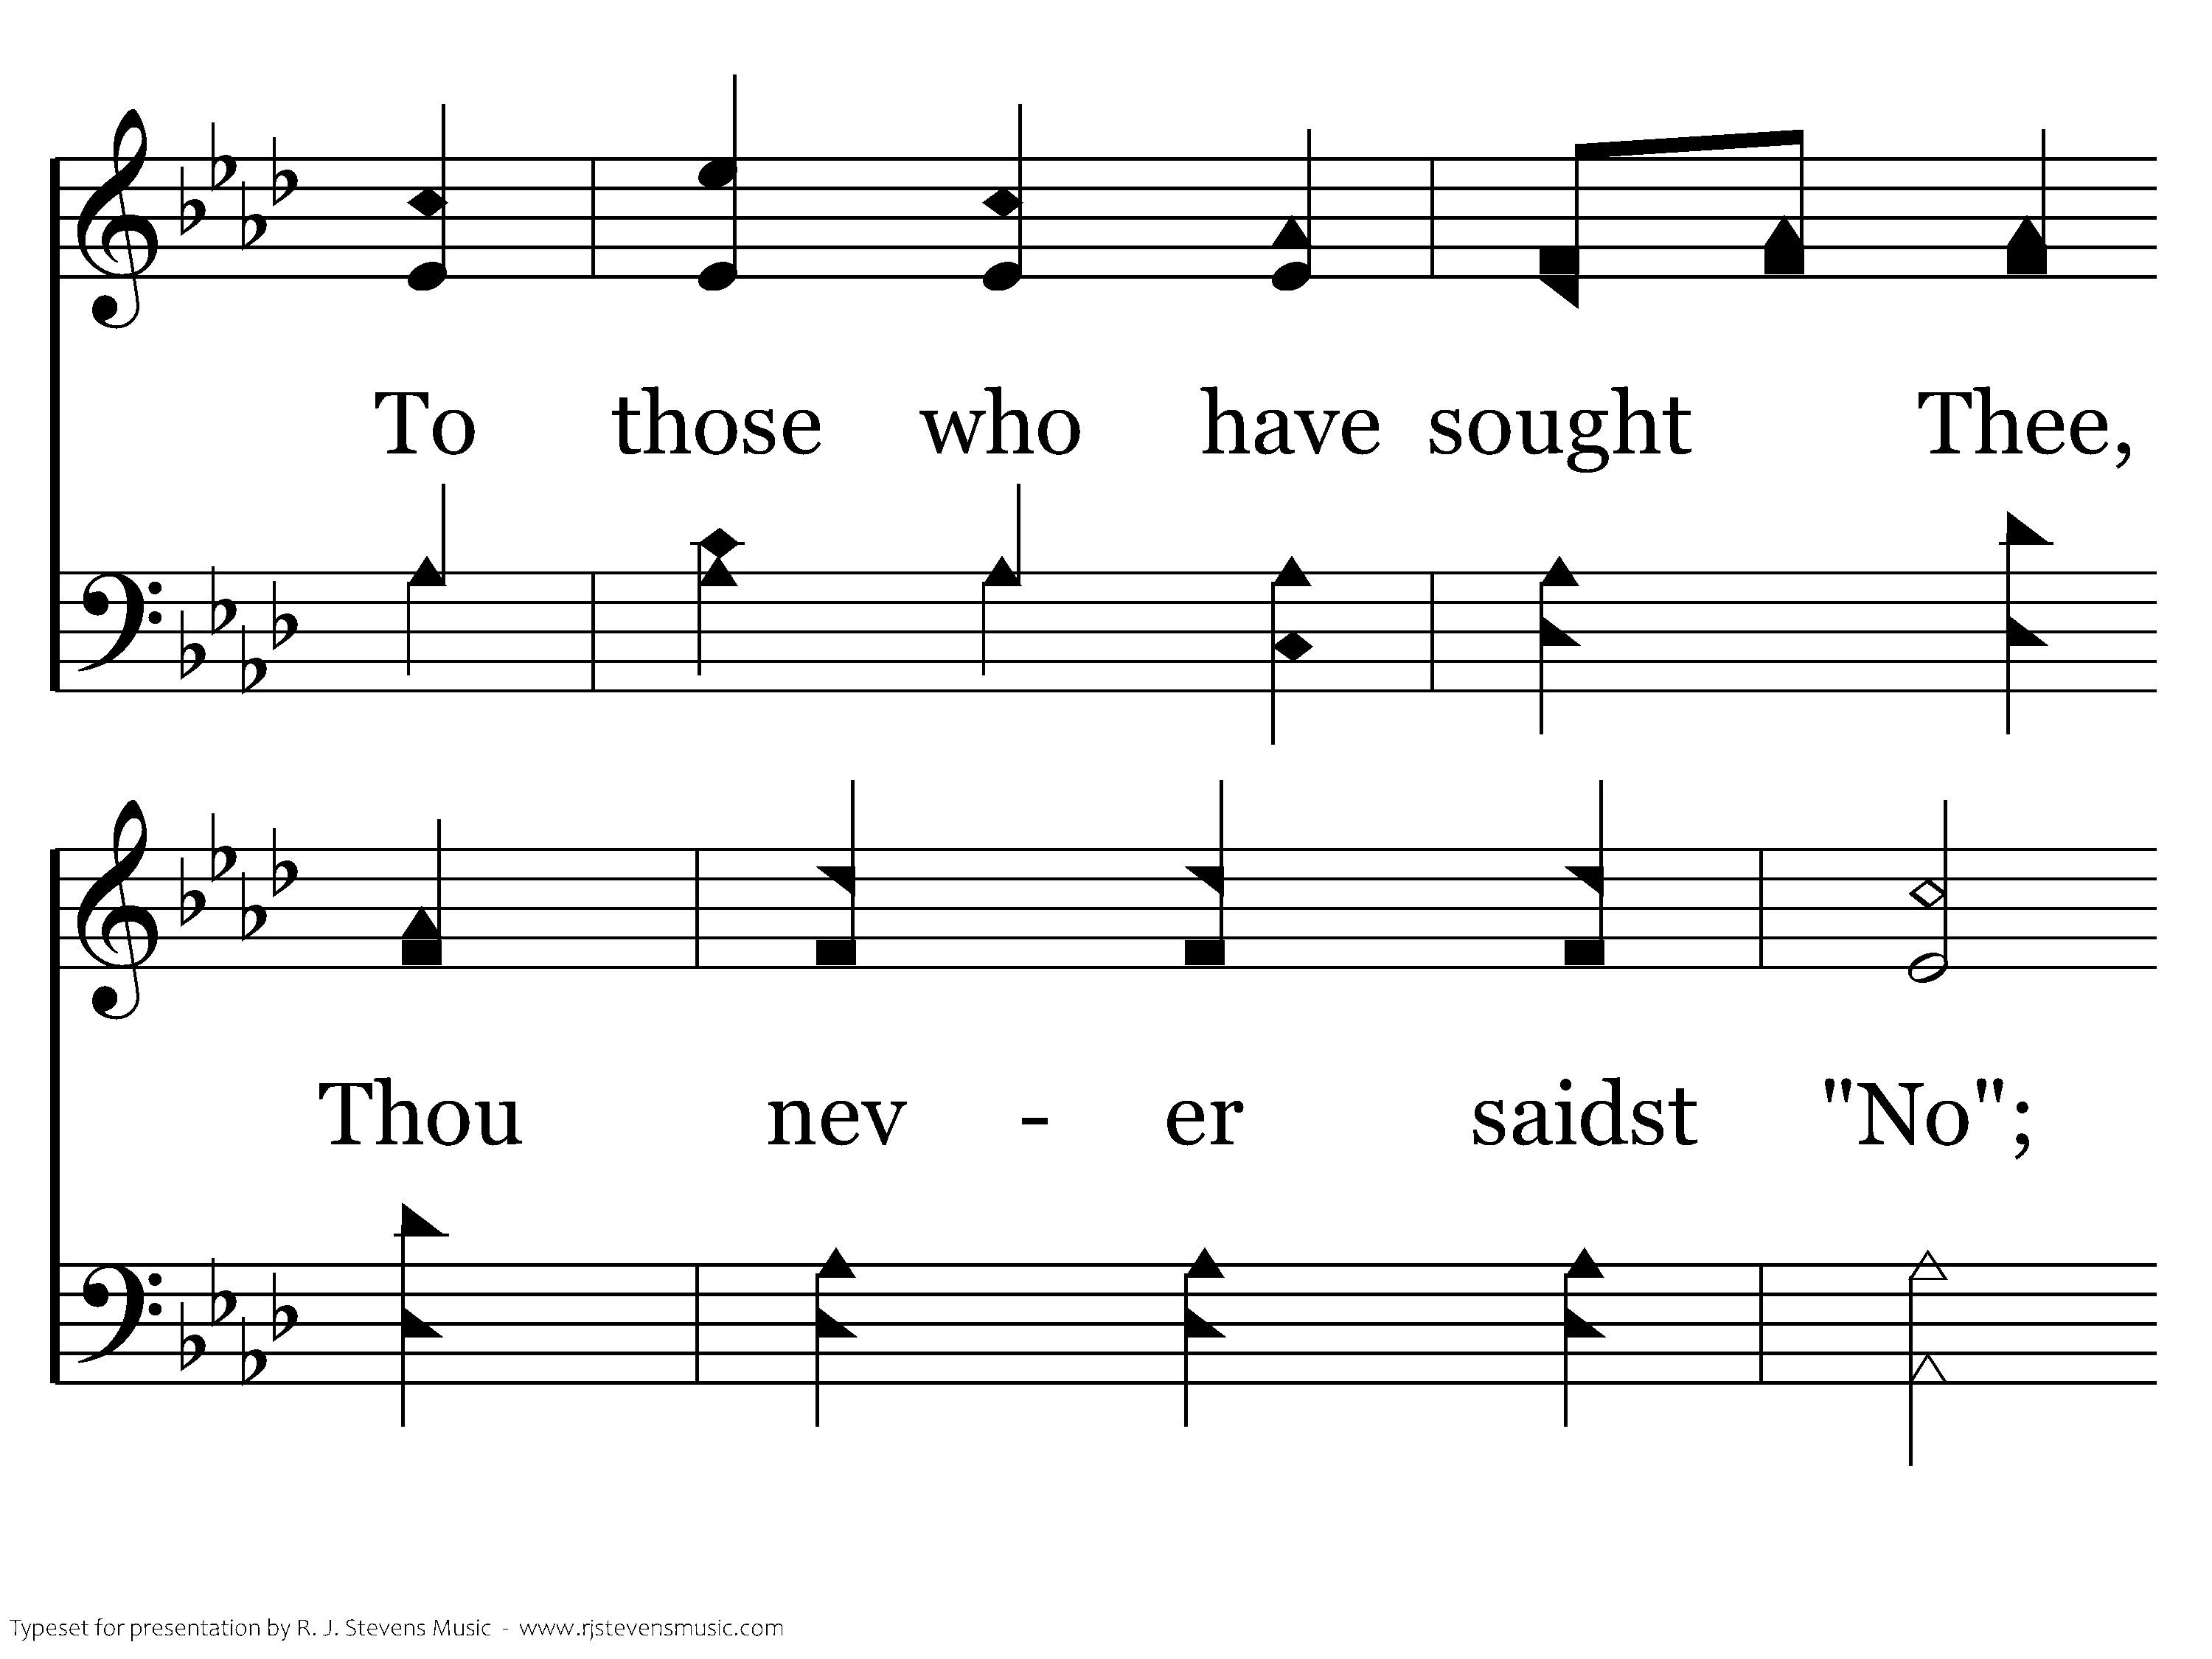 To those who have sought Thee,
Thou nev - er saidst "No";
Typeset for presentation by R. J. Stevens Music - www.rjstevensmusic.com